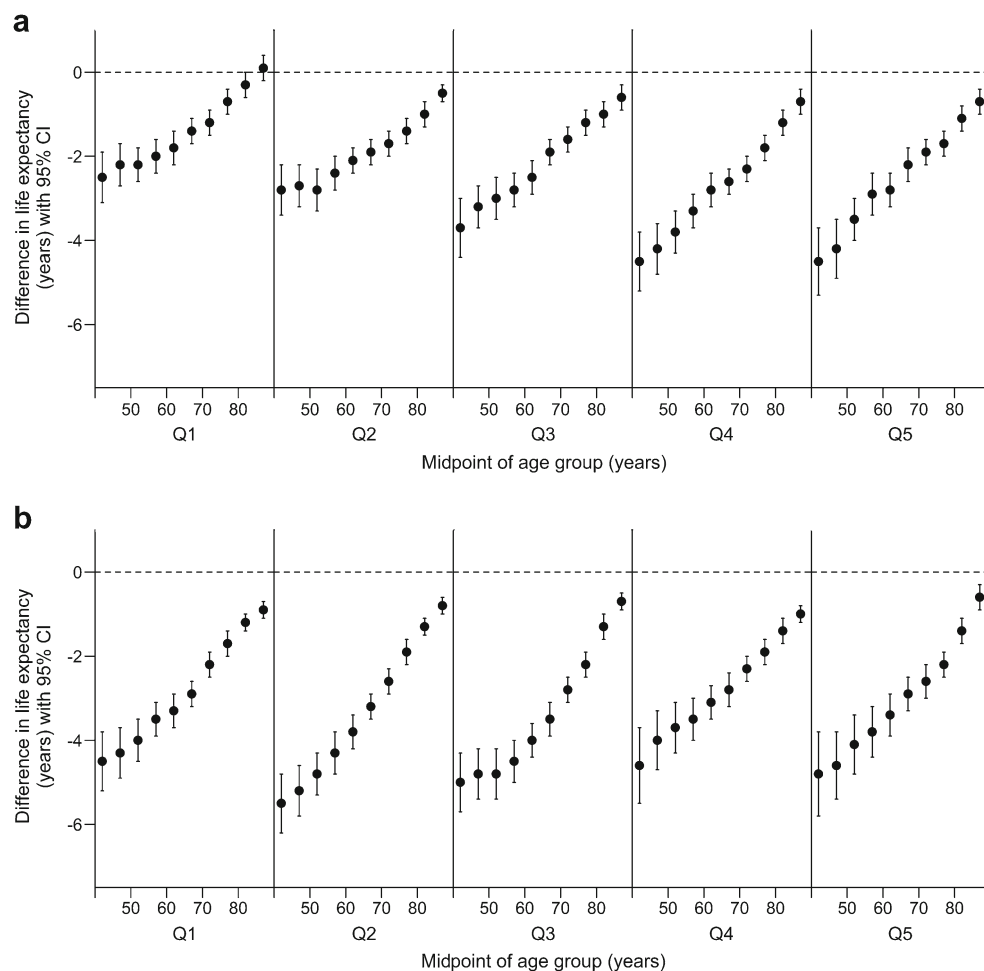 a
Difference in life expectancy
(years) with 95% CI
0
-2
-4
-6
50 60 70 80 50 60 70 80 50 60 70 80 50 60 70 80 50 60 70 80
Q1 Q2 Q3 Q4 Q5
Midpoint of age group (years)
b
Difference in life expectancy
(years) with 95% CI
0
-2
-4
-6
50 60 70 80 50 60 70 80 50 60 70 80 50 60 70 80 50 60 70 80
Q1 Q2 Q3 Q4 Q5
Midpoint of age group (years)